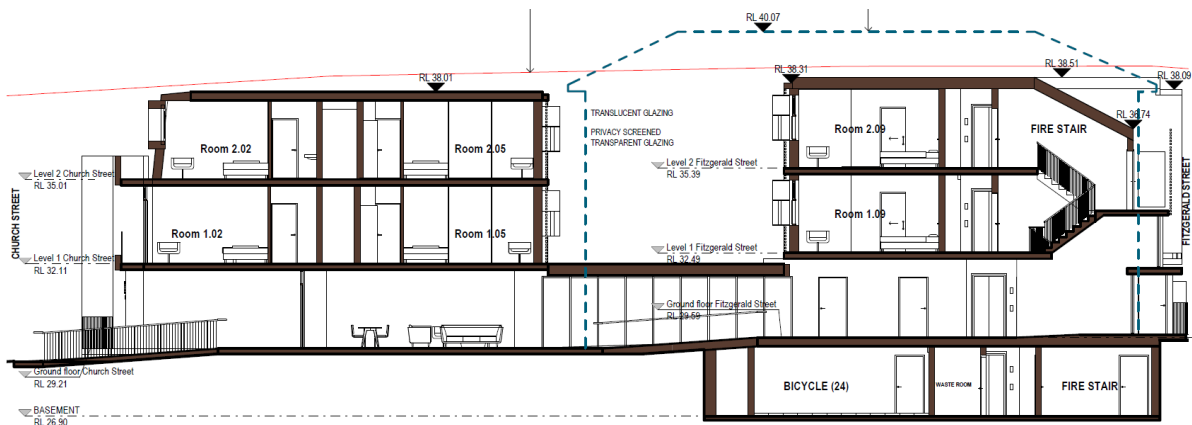 RL 40.07
RL 38.01
RL 38.31
RL 38.51
RL 38.09
TRANSLUCENT GLAZING
PRIVACY SCREENED
TRANSPARENT GLAZING
RL 36.74
Room 2.02
Room 2.05
Room 2.09
FIRE STAIR
Level 2 Church Street
RL 35.01
Level 2 Fitzgerald Street
RL 35.39
CHURCH STREET
FITZGERALD STREET
Room 1.02
Room 1.05
Room 1.09
Level 1 Church Street
RL 32.11
Level 1 Fitzgerald Street
RL 32.49
Ground floor Fitzgerald Street
RL 29.59
Ground floor Church Street
RL 29.21
BICYCLE (24)
WASTE ROOM
FIRE STAIR
BASEMENT
RL 26.90